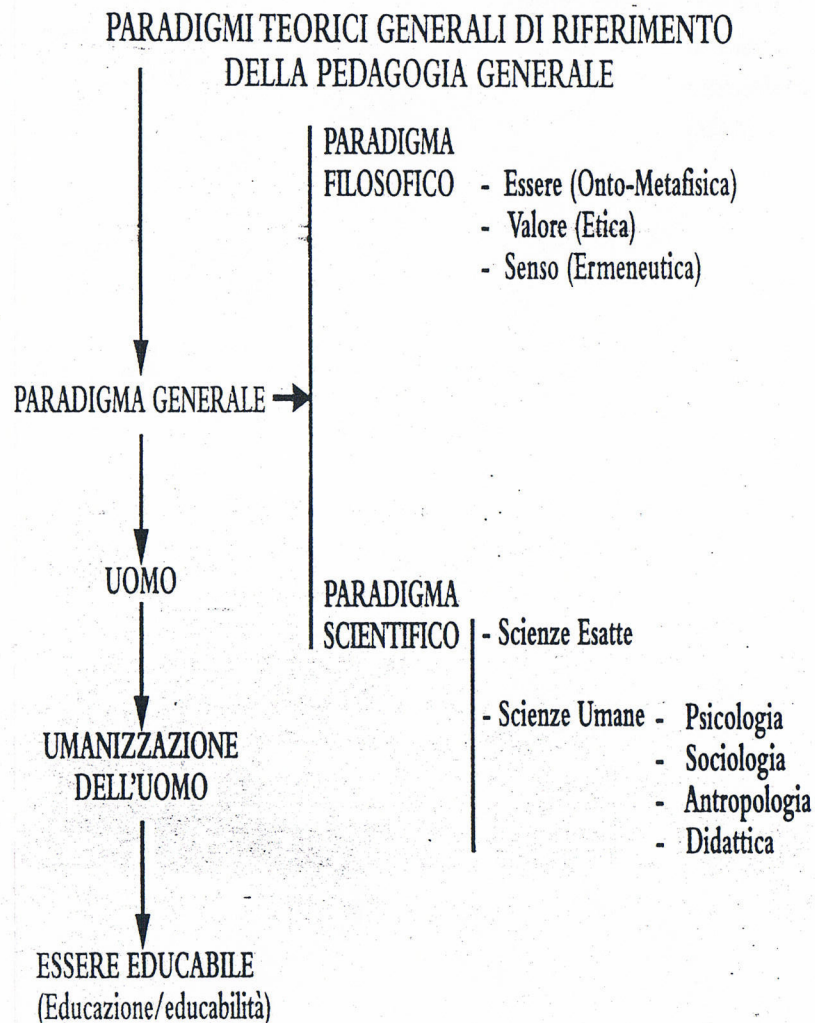 PARADIGMI TEORICI GENERALI DI RIFERIMENTO
DELLA PEDAGOGIA GENERALE
PARADIGMA
FILOSOFICO - Essere (Onto-Metafisica)
- Valore (Etica)
- Senso (Ermeneutica)
PARADIGMA GENERALE
UOMO
PARADIGMA
SCIENTIFICO - Scienze Esatte
- Scienze Umane - Psicologia
- Sociologia
- Antropologia
- Didattica
UMANIZZAZIONE
DELL'UOMO
ESSERE EDUCABILE
(Educazione/educabilità)